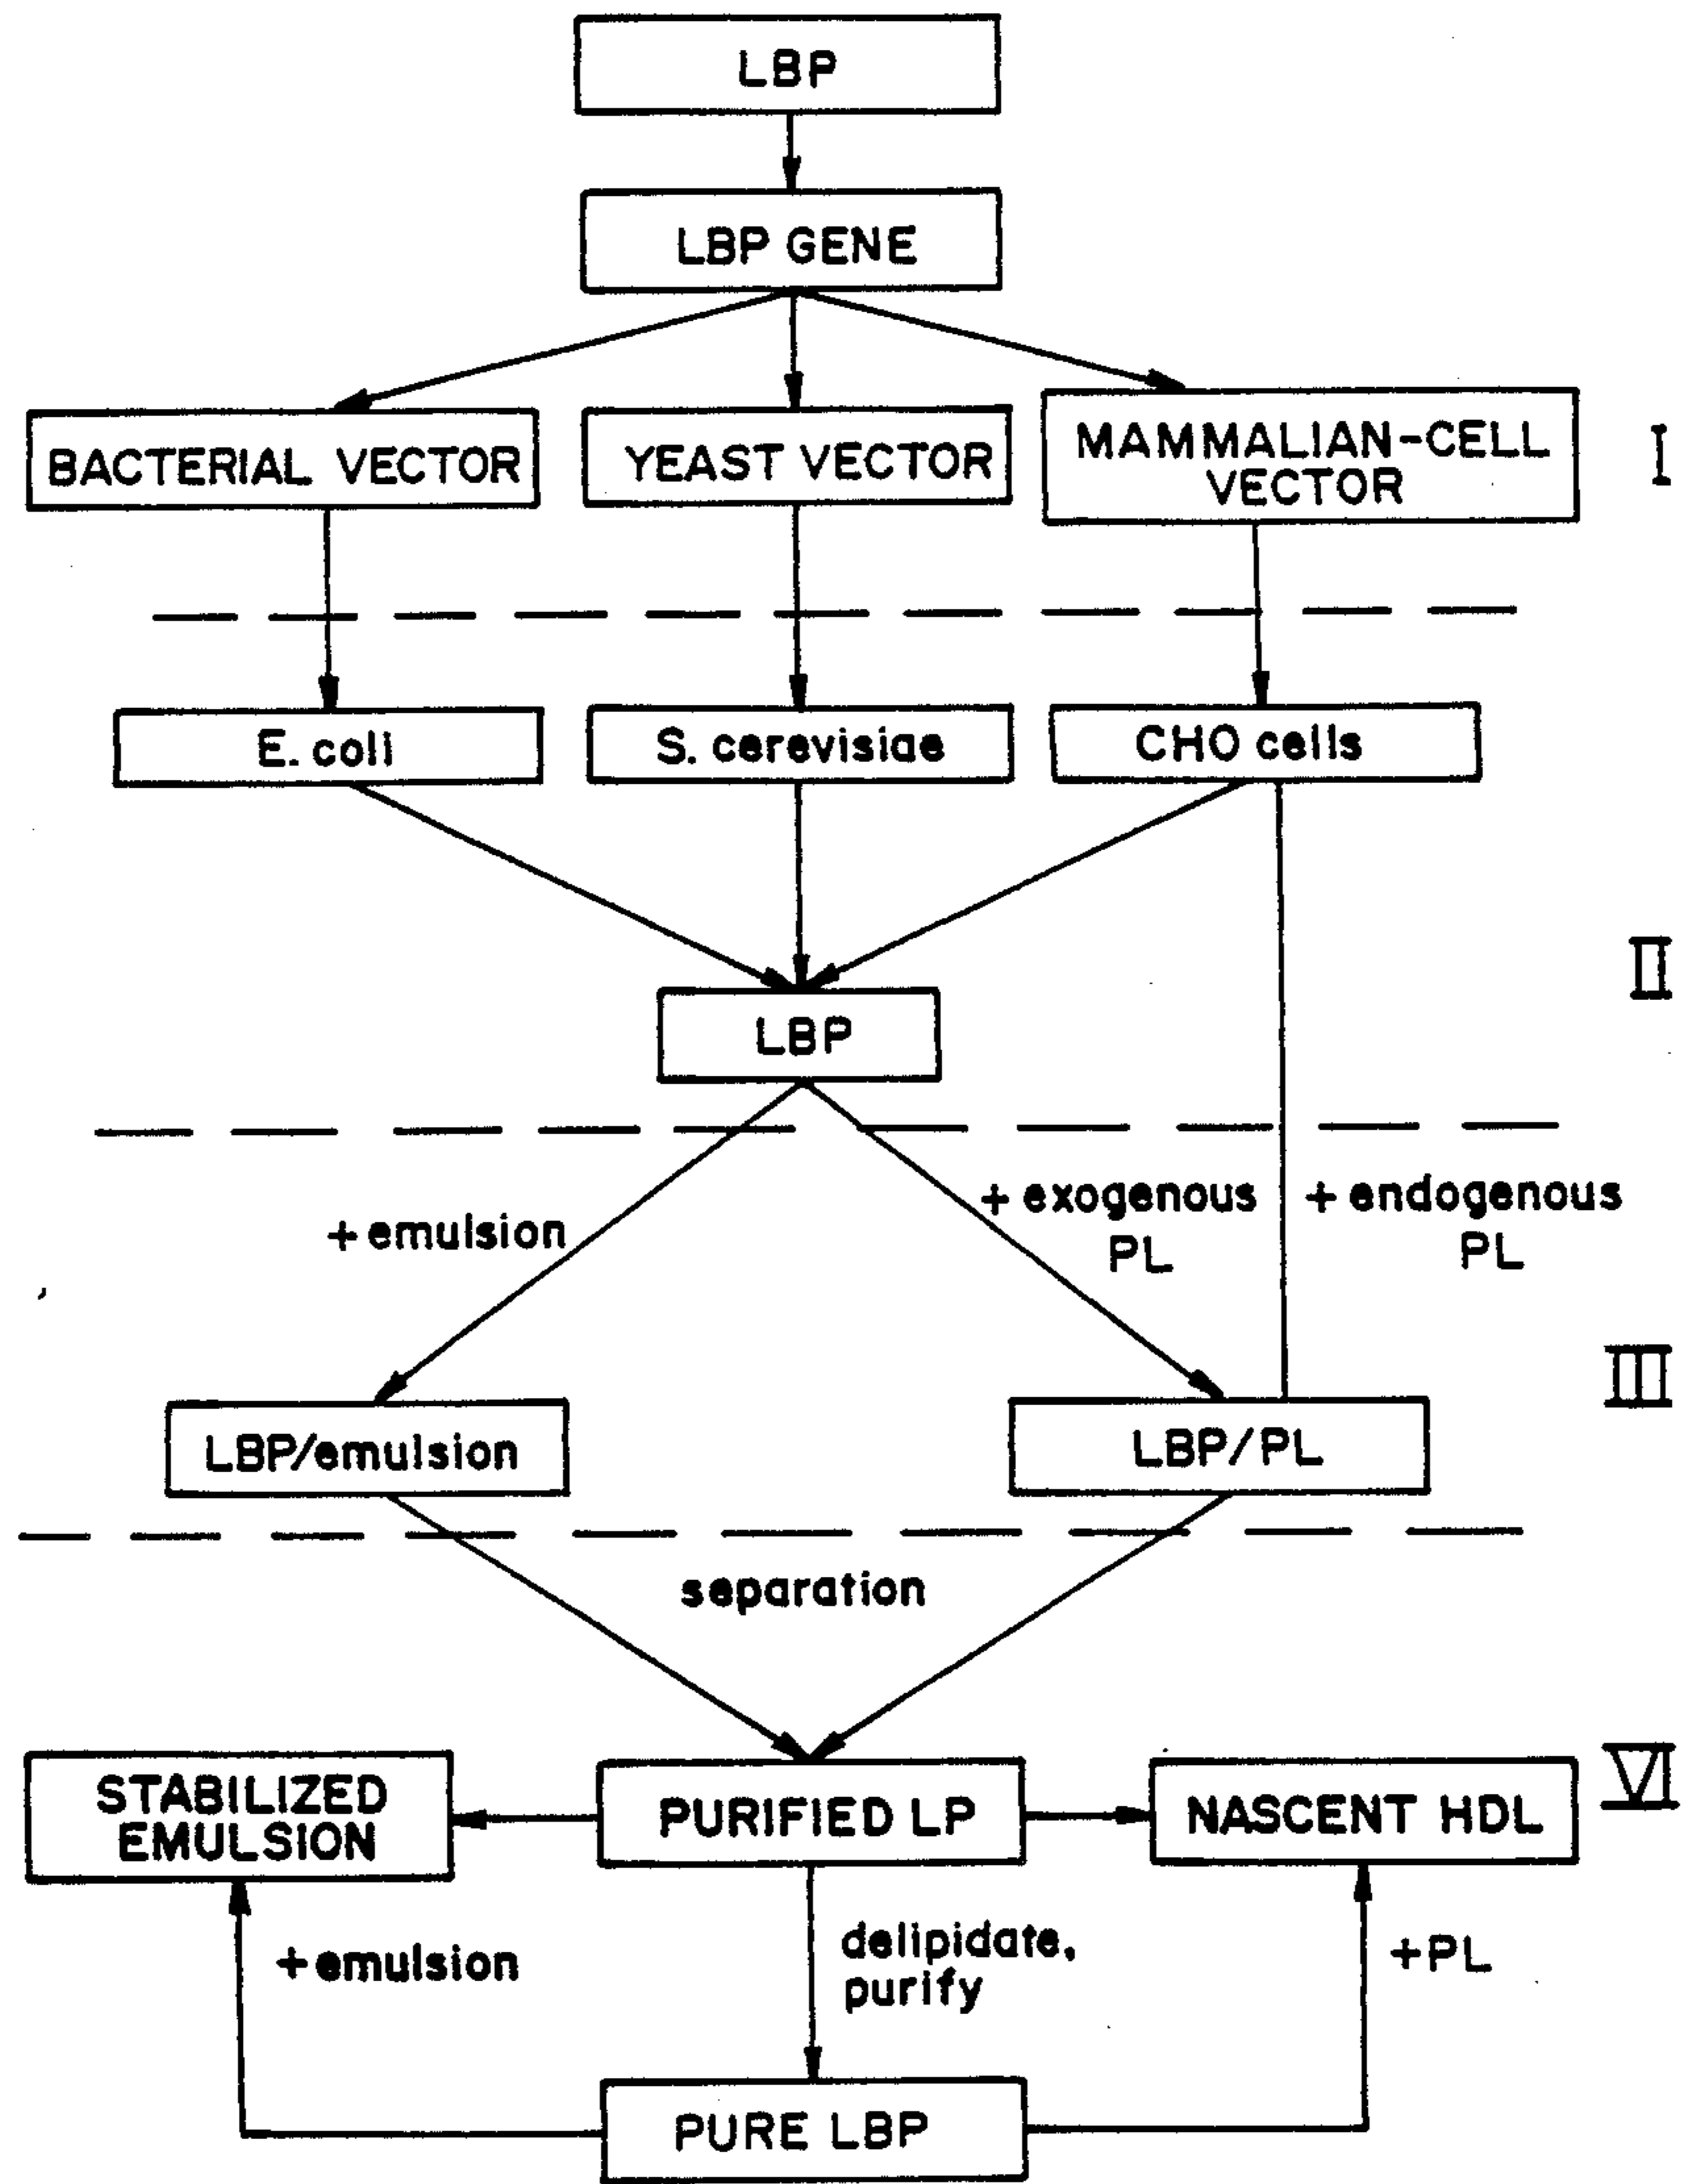 LBP
LBP GENE
BACTERIAL VECTOR
YEAST VECTOR
MAMMALIAN-CELL
VECTOR
I
E. coli
S. cerevisiae
CHO cells
II
LBP
+ emulsion
+ exogenous
PL
+ endogenous
PL
III
LBP/emulsion
LBP/PL
separation
STABILIZED
EMULSION
PURIFIED LP
NASCENT HDL
VI
+emulsion
delipidate,
purify
+PL
PURE LBP